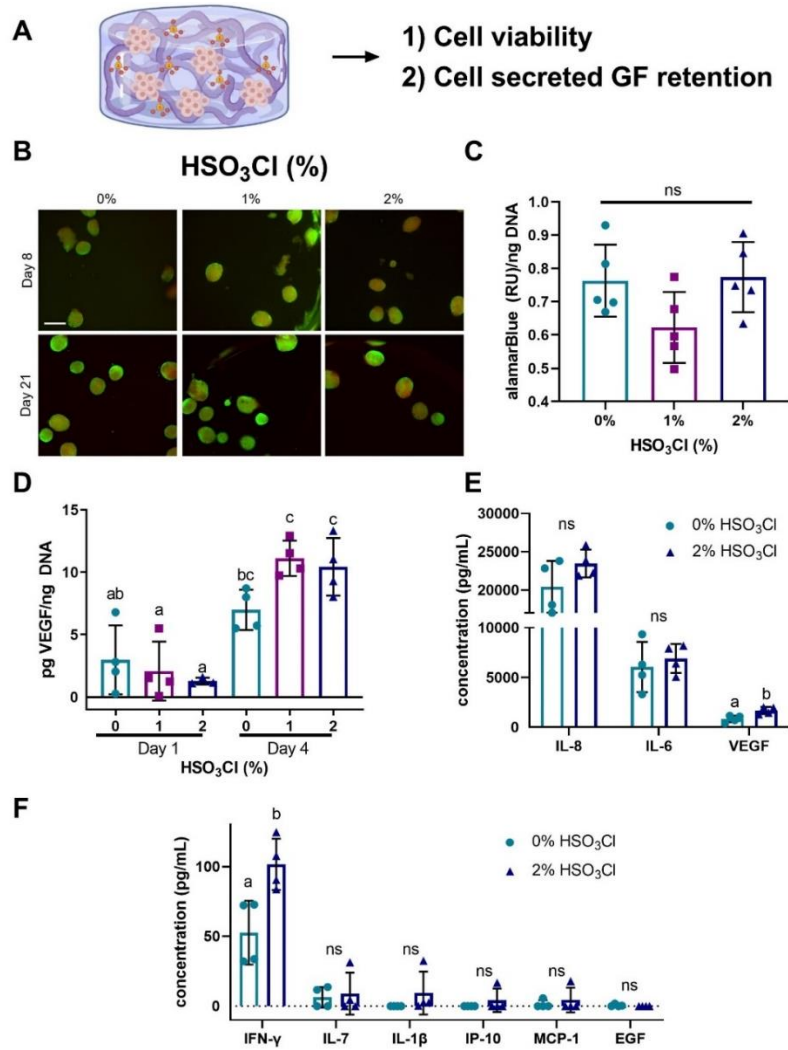 A
1) Cell viability
2) Cell secreted GF retention
B
HSO₃Cl (%)
0% 1% 2%
Day 8
Day 21
C
ns
alamarBlue (RU)/ng DNA
1.0
0.9
0.8
0.7
0.6
0.5
0.4
0% 1% 2%
HSO₃Cl (%)
D
pg VEGF/ng DNA
15
10
5
0
ab a a bc c c
0 1 2 0 1 2
Day 1 Day 4
HSO₃Cl (%)
E
0% HSO₃Cl
2% HSO₃Cl
concentration (pg/mL)
30000
25000
20000
10000
5000
0
ns ns a b
IL-8 IL-6 VEGF
F
0% HSO₃Cl
2% HSO₃Cl
concentration (pg/mL)
100
50
0
a b ns ns ns ns ns
IFN-γ IL-7 IL-1β IP-10 MCP-1 EGF